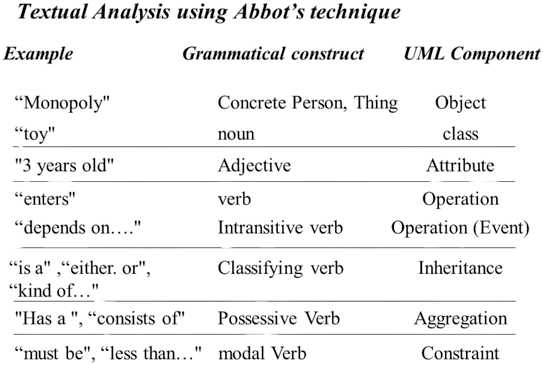 Textual Analysis using Abbot’s technique
Example Grammatical construct UML Component
“Monopoly" Concrete Person, Thing Object
“toy" noun class
"3 years old" Adjective Attribute
“enters" verb Operation
“depends on…." Intransitive verb Operation (Event)
“is a" ,“either. or", Classifying verb Inheritance
“kind of…"
"Has a ", “consists of" Possessive Verb Aggregation
“must be", “less than…" modal Verb Constraint